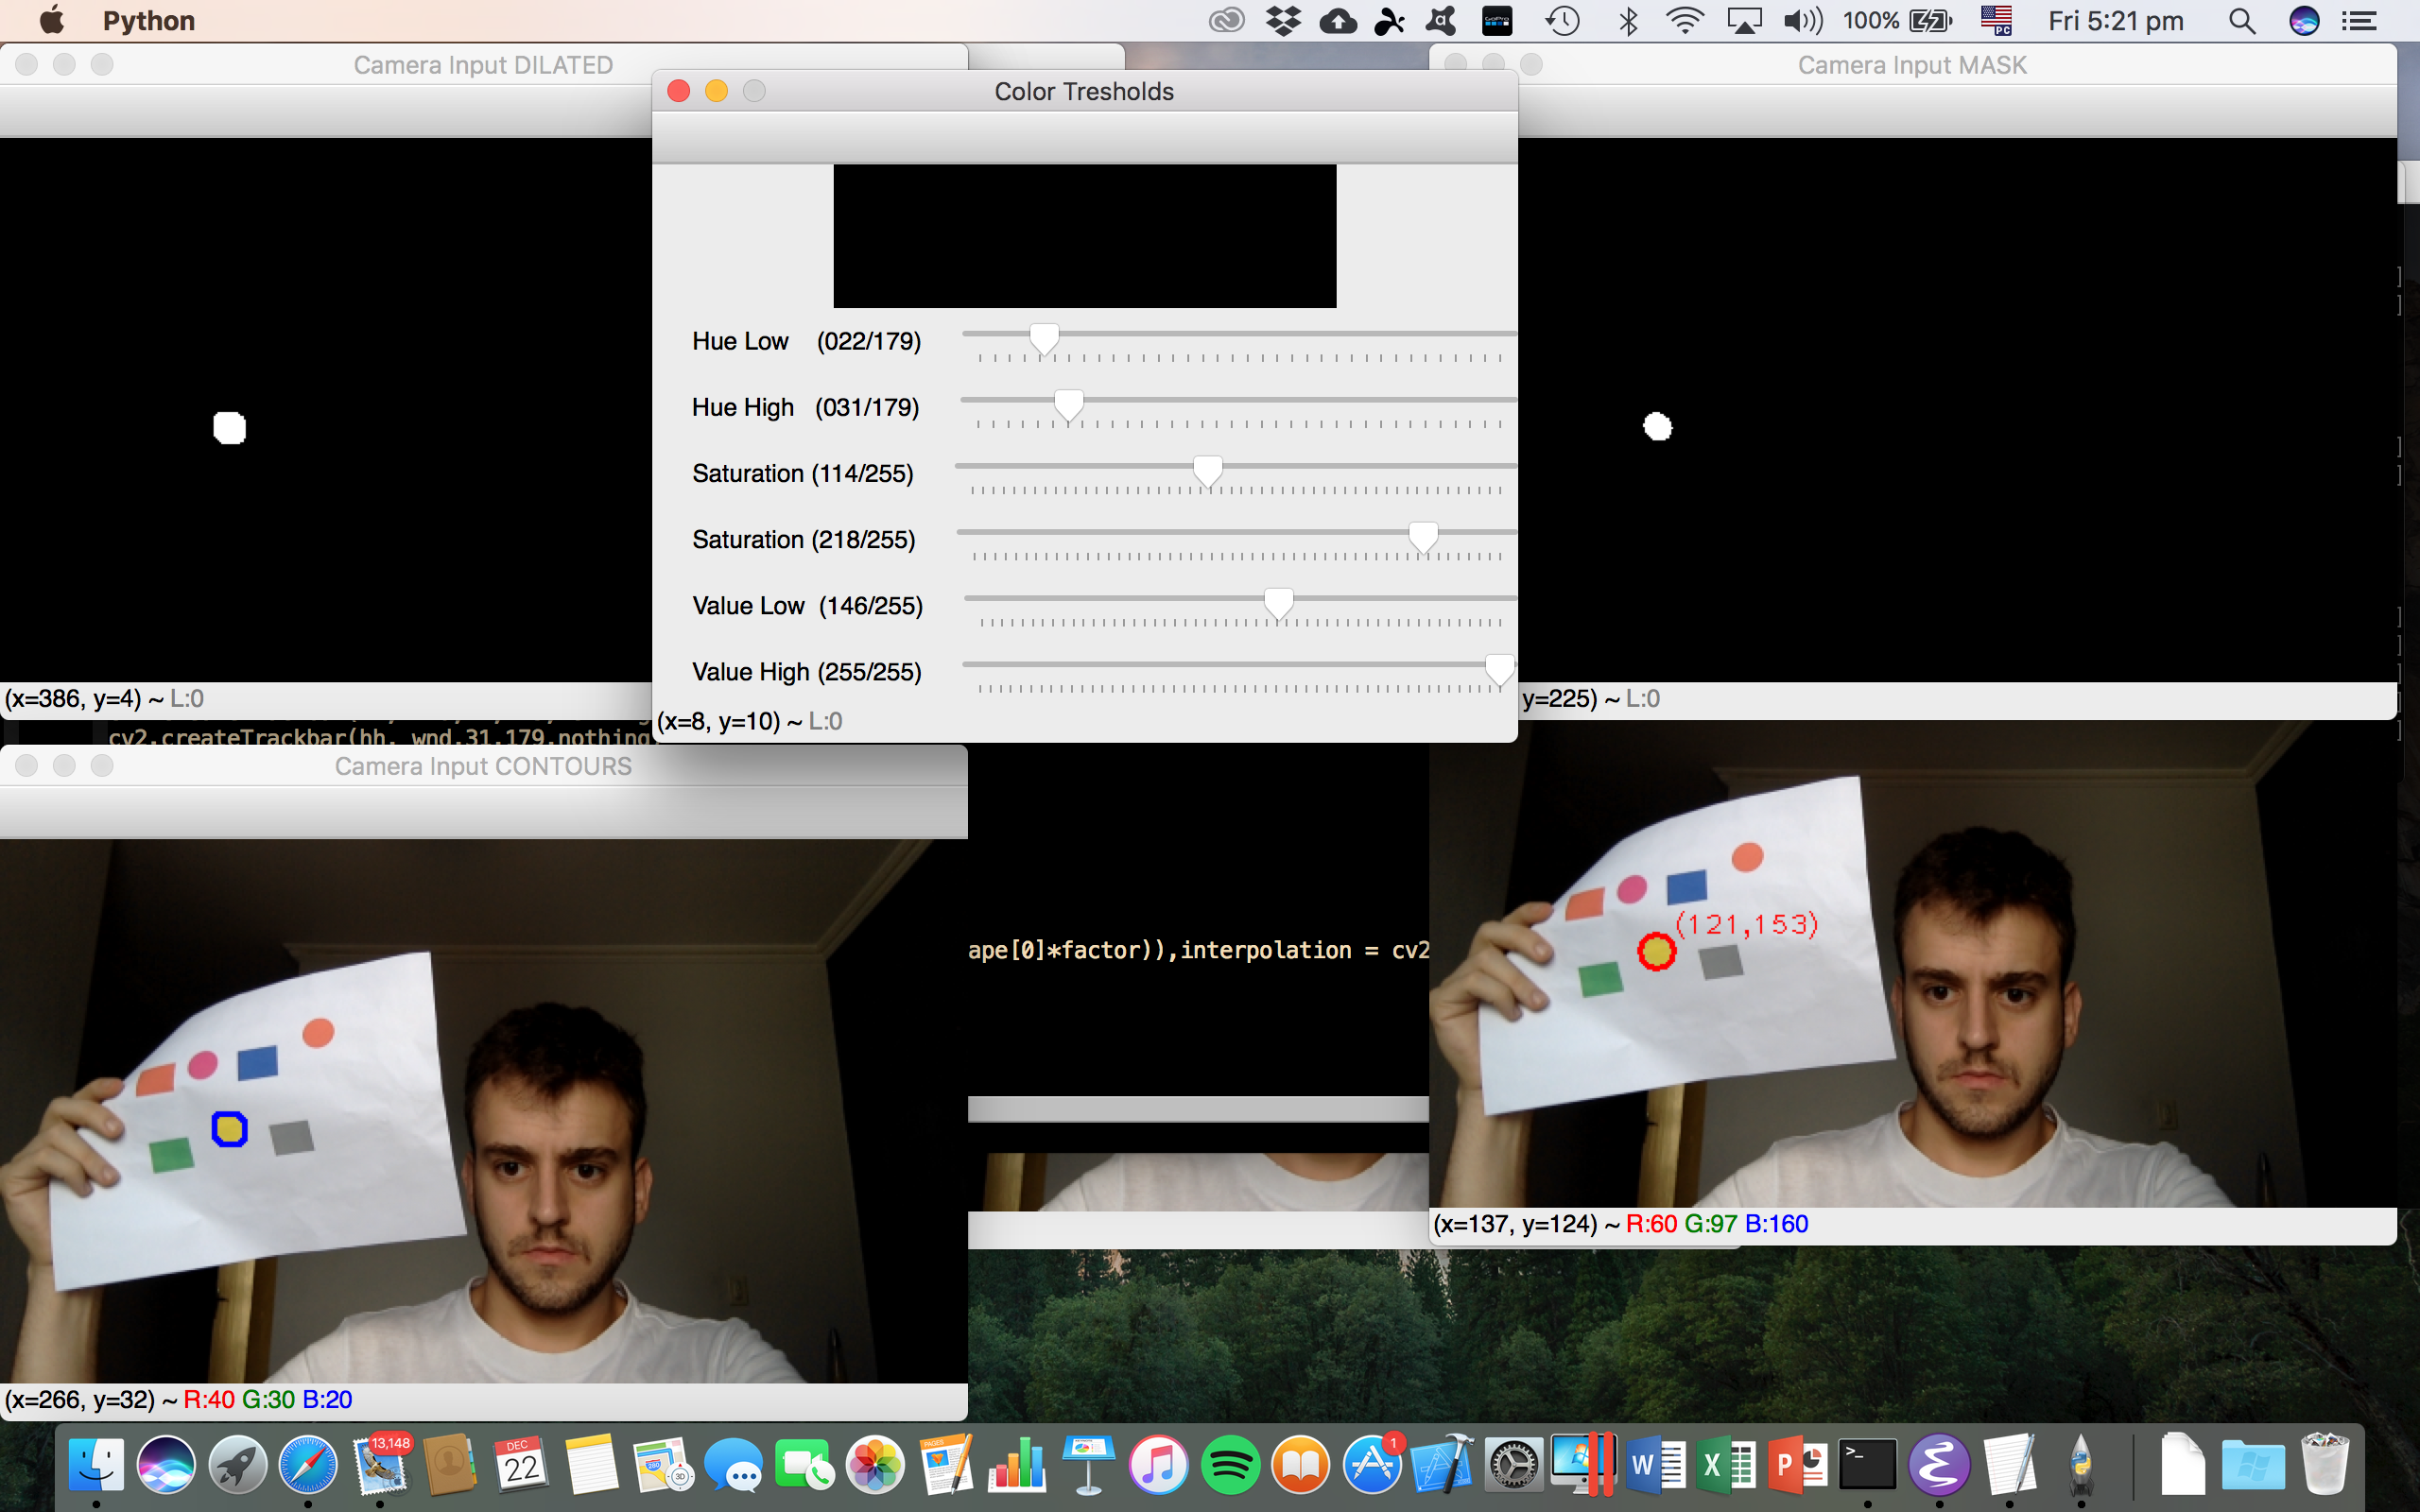 Python
100%
PC
Fri 5:21 pm
Camera Input DILATED
Camera Input MASK
Color Tresholds
Hue Low (022/179)
Hue High (031/179)
Saturation (114/255)
Saturation (218/255)
Value Low (146/255)
Value High (255/255)
(x=8, y=10) ~ L:0
(x=386, y=4) ~ L:0
y=225) ~ L:0
cv2.createTrackbar(hh, wnd,31,179,nothing
Camera Input CONTOURS
ape[0]*factor)),interpolation = cv2
(121,153)
(x=137, y=124) ~ R:60 G:97 B:160
(x=266, y=32) ~ R:40 G:30 B:20
13,148
DEC
22
PAGES
280
3D
1
W
X
P
>_